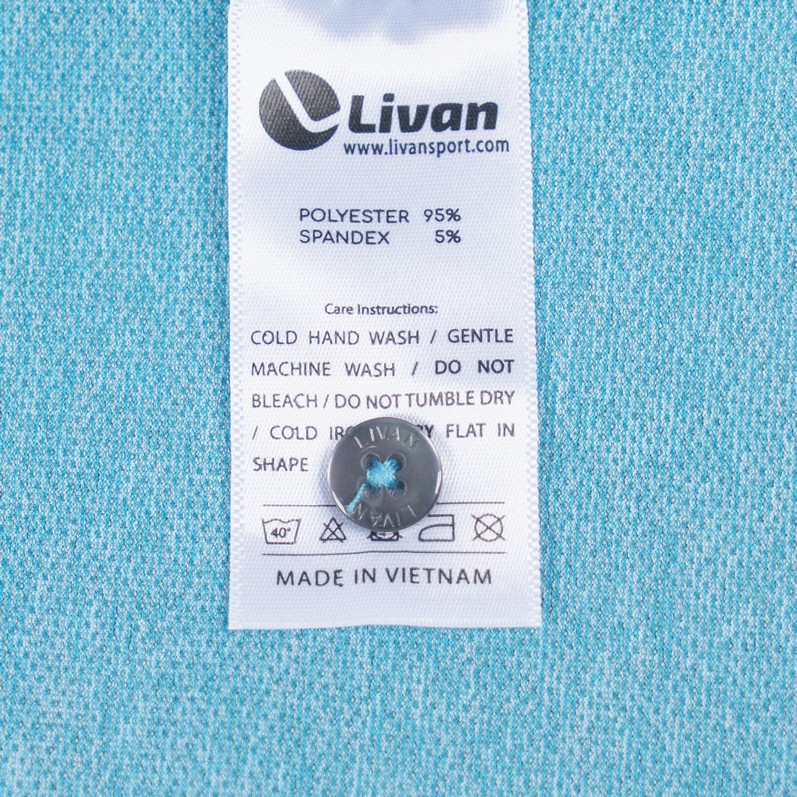 Livan
www.livansport.com
POLYESTER 95%
SPANDEX 5%
Care Instructions:
COLD HAND WASH / GENTLE
MACHINE WASH / DO NOT
BLEACH / DO NOT TUMBLE DRY
/ COLD FLAT IN
SHAPE
LIVAN
LIVAN
40°
MADE IN VIETNAM